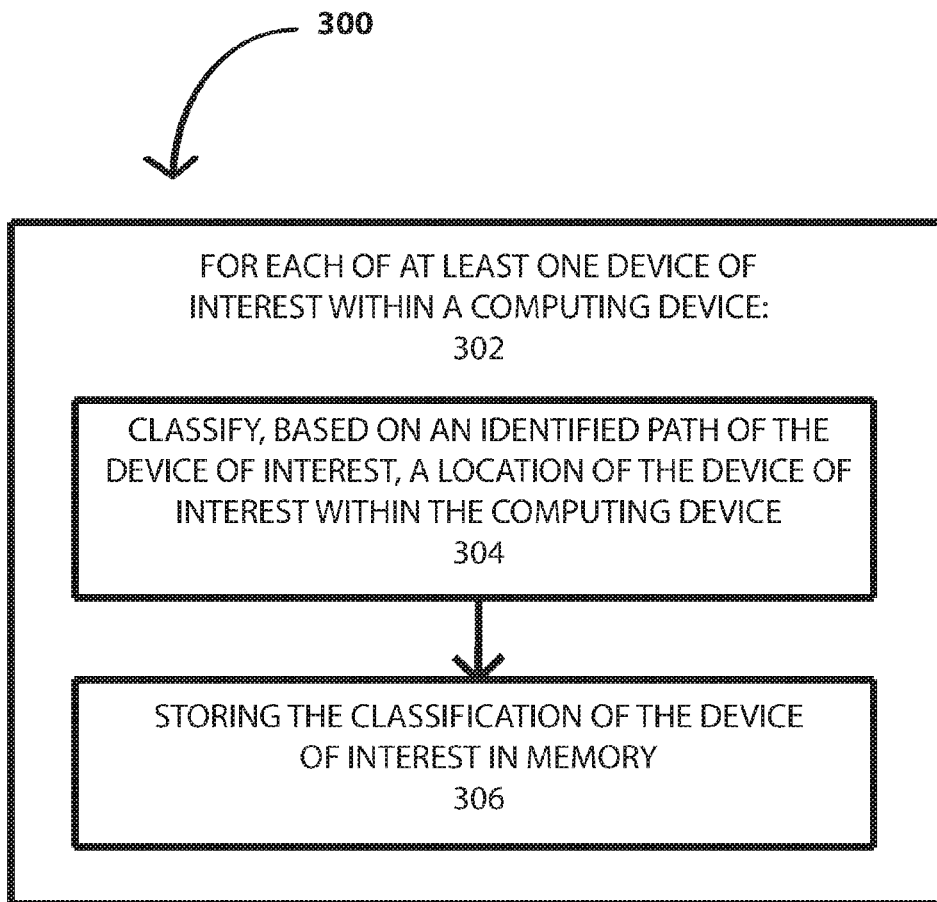 300
FOR EACH OF AT LEAST ONE DEVICE OF
INTEREST WITHIN A COMPUTING DEVICE:
302
CLASSIFY, BASED ON AN IDENTIFIED PATH OF THE
DEVICE OF INTEREST, A LOCATION OF THE DEVICE OF
INTEREST WITHIN THE COMPUTING DEVICE
304
STORING THE CLASSIFICATION OF THE DEVICE
OF INTEREST IN MEMORY
306